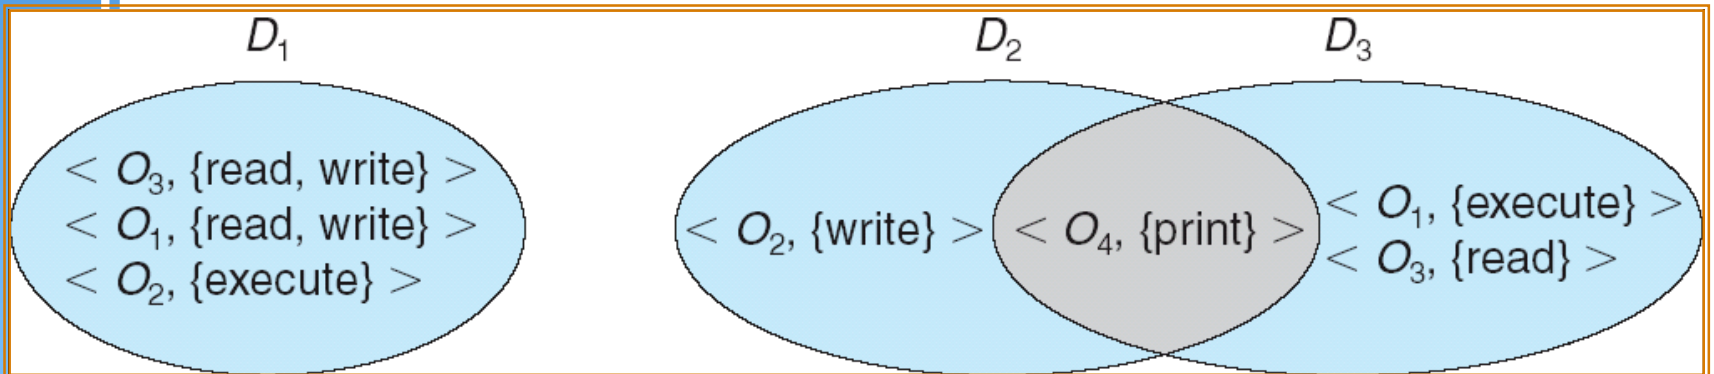 D₁
D₂
D₃
< O₃, {read, write} >
< O₁, {read, write} >
< O₂, {execute} >
< O₂, {write} >
< O₄, {print} >
< O₁, {execute} >
< O₃, {read} >